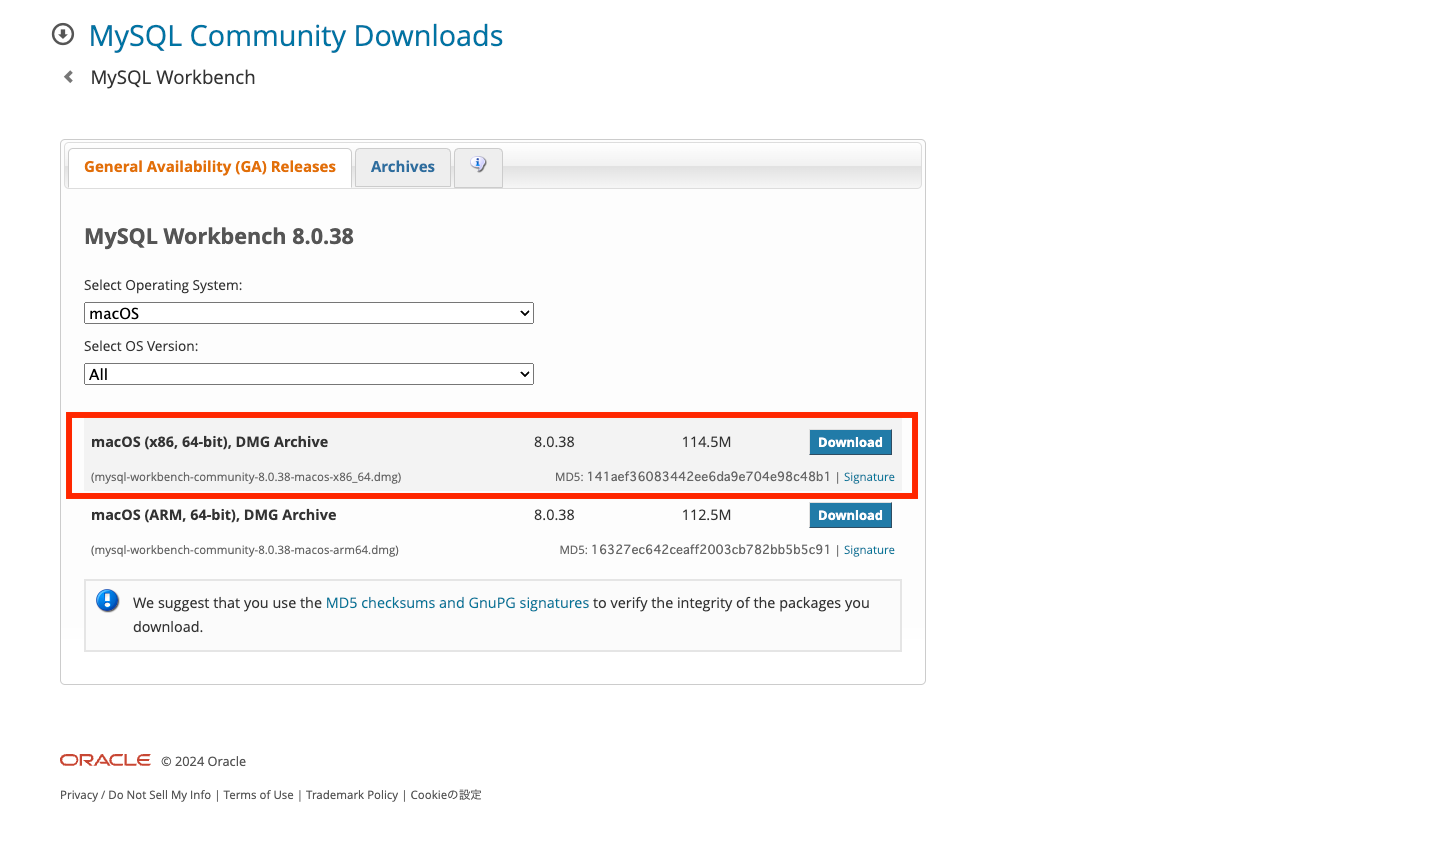 MySQL Community Downloads
MySQL Workbench
General Availability (GA) Releases
Archives
i
MySQL Workbench 8.0.38
Select Operating System:
macOS
Select OS Version:
All
macOS (x86, 64-bit), DMG Archive 8.0.38 114.5M Download
(mysql-workbench-community-8.0.38-macos-x86_64.dmg) MD5: 141aef36083442ee6da9e704e98c48b1 | Signature
macOS (ARM, 64-bit), DMG Archive 8.0.38 112.5M Download
(mysql-workbench-community-8.0.38-macos-arm64.dmg) MD5: 16327ec642ceaff2003cb782bb5b5c91 | Signature
We suggest that you use the MD5 checksums and GnuPG signatures to verify the integrity of the packages you
download.
ORACLE © 2024 Oracle
Privacy / Do Not Sell My Info | Terms of Use | Trademark Policy | Cookieの設定